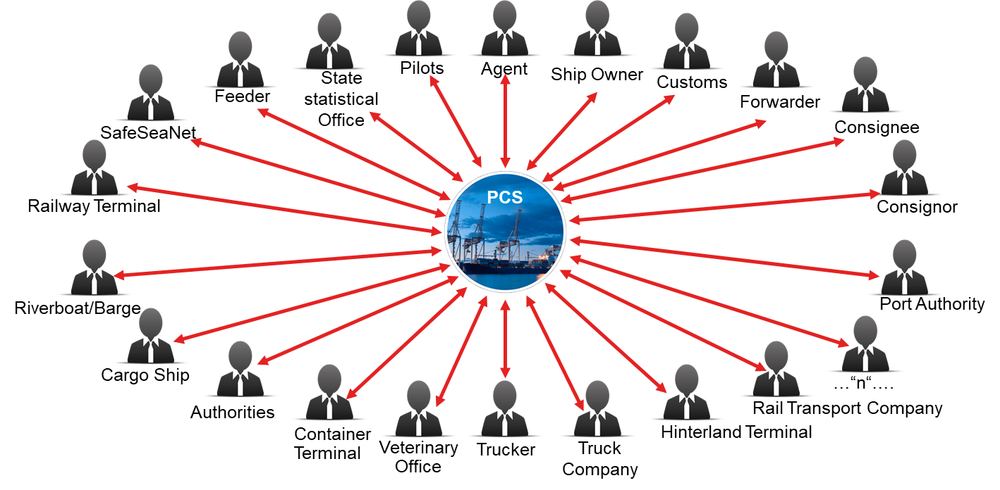 Pilots
Agent
Ship Owner
State
statistical
Office
Customs
Feeder
Forwarder
SafeSeaNet
Consignee
PCS
Railway Terminal
Consignor
Riverboat/Barge
Port Authority
Cargo Ship
…“n“….
Authorities
Rail Transport Company
Container
Terminal
Hinterland Terminal
Veterinary
Office
Trucker
Truck
Company